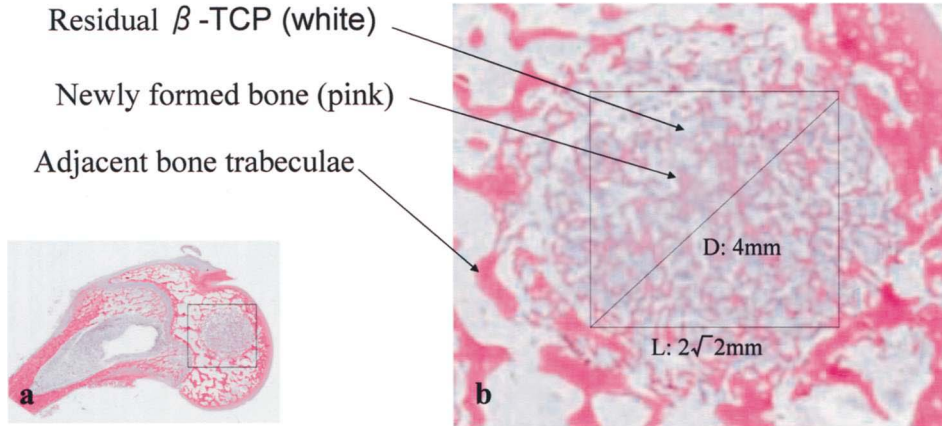 Residual β-TCP (white)
Newly formed bone (pink)
Adjacent bone trabeculae
a
D: 4mm
L: 2√2mm
b